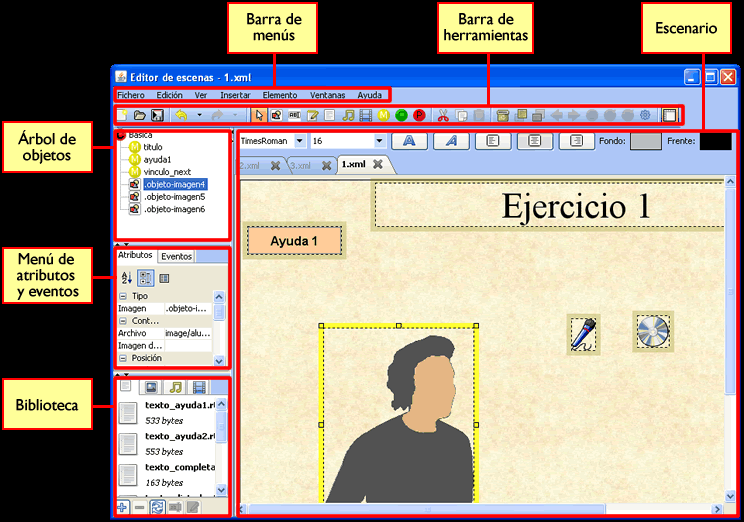 Barra de
menús
Barra de
herramientas
Escenario
Editor de escenas - 1.xml
Fichero Edición Ver Insertar Elemento Ventanas Ayuda
Árbol de
objetos
Básica
titulo
ayuda1
vinculo_next
.objeto-imagen4
.objeto-imagen5
.objeto-imagen6
TimesRoman 16 A A Fondo: Frente:
2.xml 3.xml 1.xml
Ejercicio 1
Ayuda 1
Menú de
atributos
y eventos
Atributos Eventos
Tipo
Imagen .objeto-i...
Cont...
Archivo image/alu...
Imagen d...
Posición
Biblioteca
texto_ayuda1.r
533 bytes
texto_ayuda2.r
553 bytes
texto_completa
163 bytes